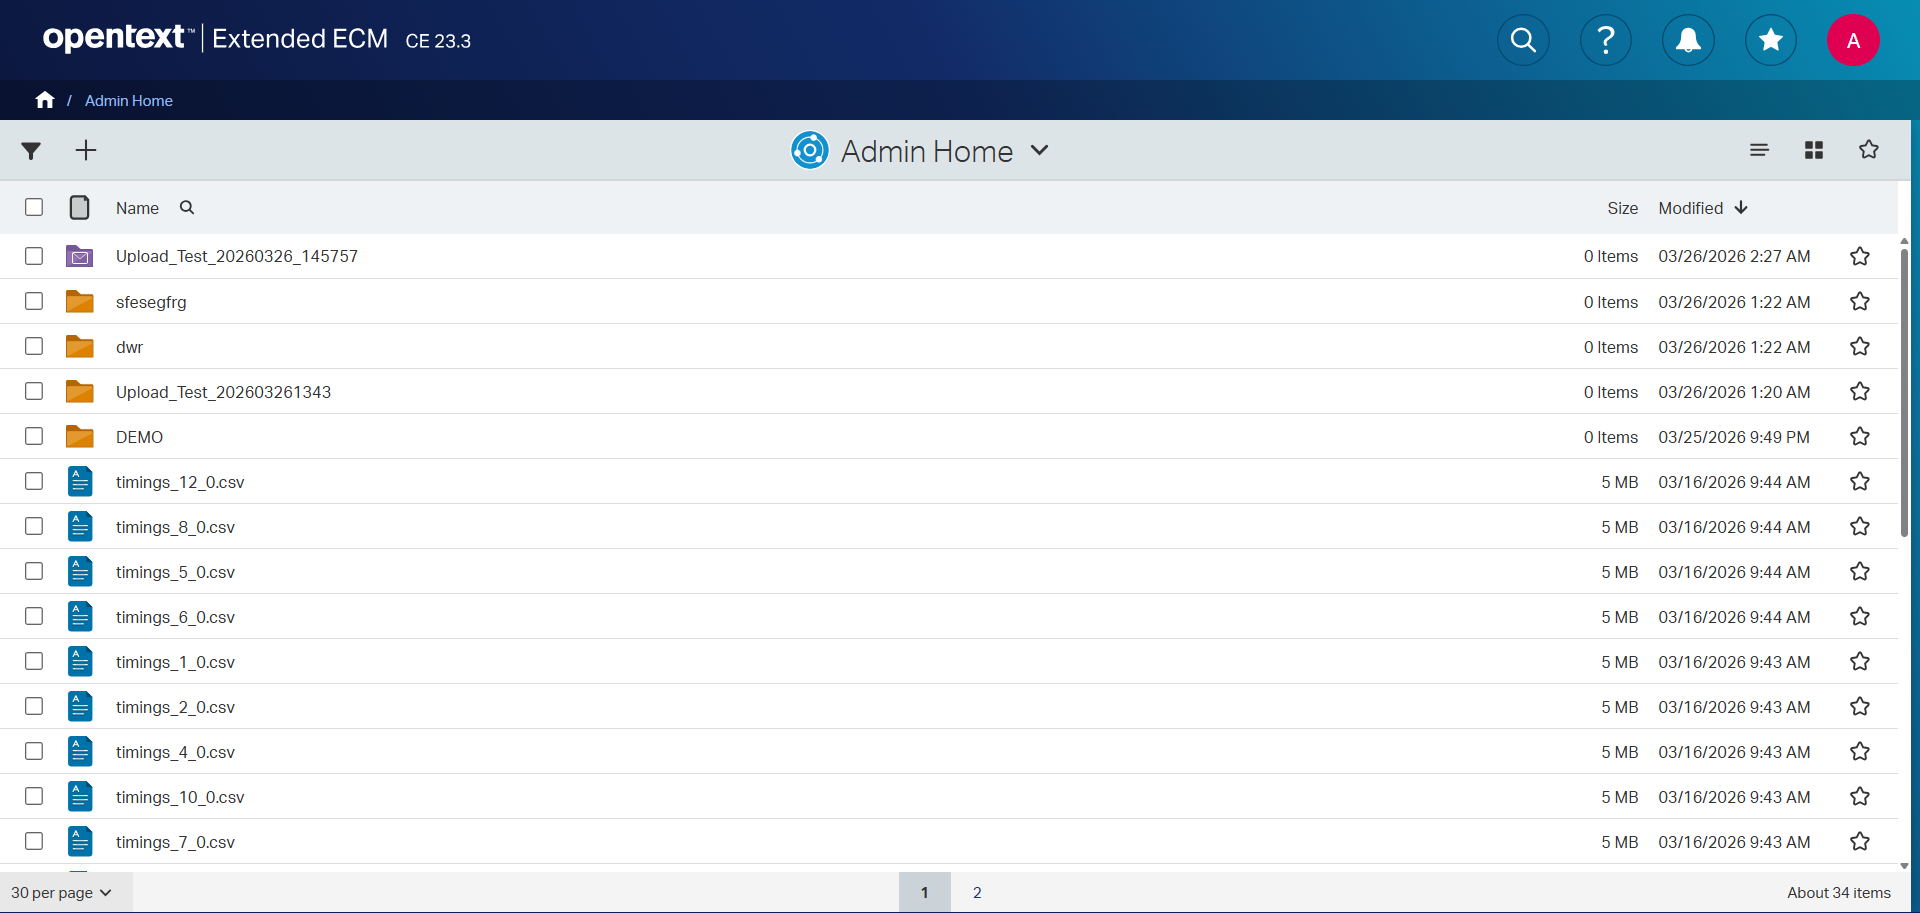 opentext™ | Extended ECM CE 23.3
A
/ Admin Home
Admin Home
Name Size Modified
Upload_Test_20260326_145757 0 Items 03/26/2026 2:27 AM
sfesegfrg 0 Items 03/26/2026 1:22 AM
dwr 0 Items 03/26/2026 1:22 AM
Upload_Test_202603261343 0 Items 03/26/2026 1:20 AM
DEMO 0 Items 03/25/2026 9:49 PM
timings_12_0.csv 5 MB 03/16/2026 9:44 AM
timings_8_0.csv 5 MB 03/16/2026 9:44 AM
timings_5_0.csv 5 MB 03/16/2026 9:44 AM
timings_6_0.csv 5 MB 03/16/2026 9:44 AM
timings_1_0.csv 5 MB 03/16/2026 9:43 AM
timings_2_0.csv 5 MB 03/16/2026 9:43 AM
timings_4_0.csv 5 MB 03/16/2026 9:43 AM
timings_10_0.csv 5 MB 03/16/2026 9:43 AM
timings_7_0.csv 5 MB 03/16/2026 9:43 AM
30 per page 1 2 About 34 items